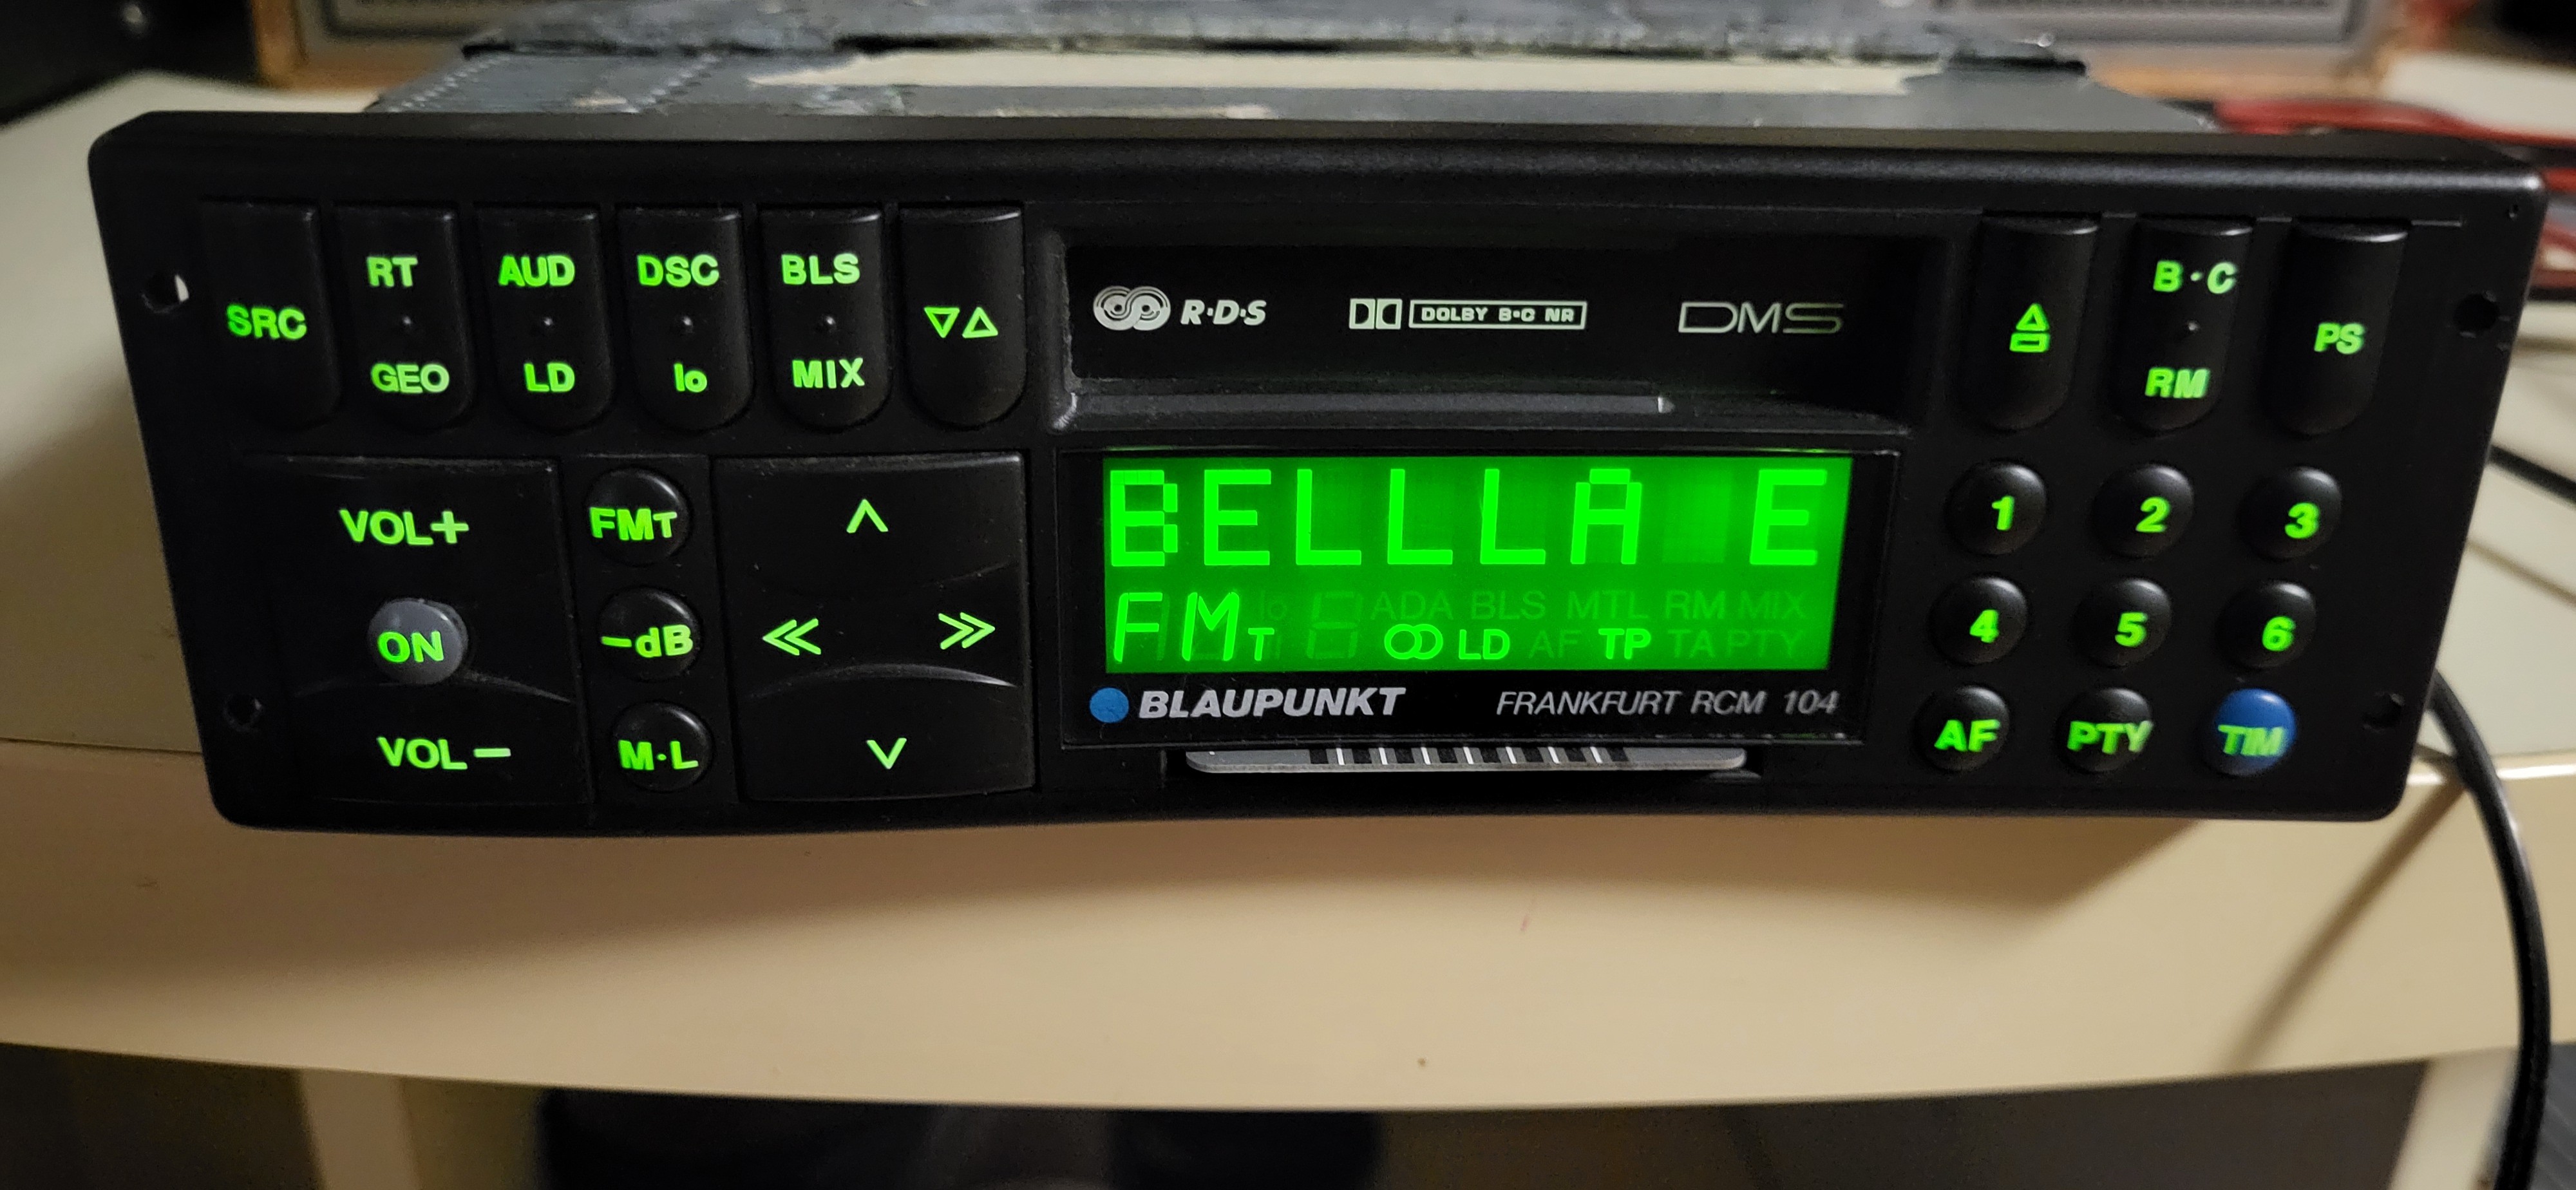 SRC
RT
GEO
AUD
LD
DSC
lo
BLS
MIX
R·D·S
DOLBY B·C NR
DMS
B·C
RM
PS
VOL+
ON
VOL-
FMT
-dB
M·L
BELLLA E
FMT lo ADA BLS MTL RM MIX
LD AF TP TA PTY
BLAUPUNKT FRANKFURT RCM 104
1 2 3
4 5 6
AF PTY TIM